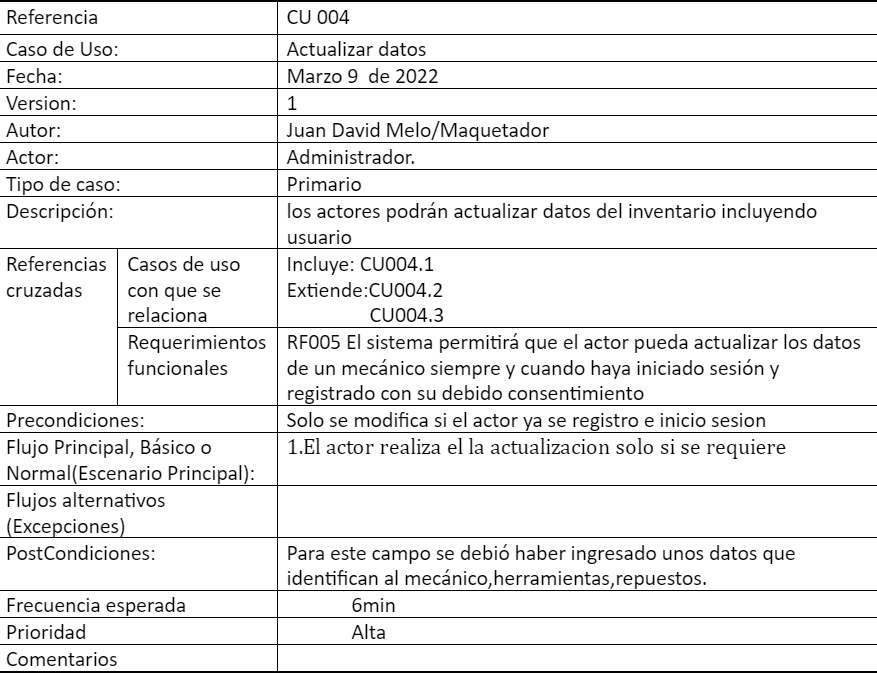 Referencia CU 004
Caso de Uso: Actualizar datos
Fecha: Marzo 9  de 2022
Version: 1
Autor: Juan David Melo/Maquetador
Actor: Administrador.
Tipo de caso: Primario
Descripción: los actores podrán actualizar datos del inventario incluyendo
usuario
Referencias
cruzadas
Casos de uso
con que se
relaciona
Incluye: CU004.1
Extiende:CU004.2
CU004.3
Requerimientos
funcionales
RF005 El sistema permitirá que el actor pueda actualizar los datos
de un mecánico siempre y cuando haya iniciado sesión y
registrado con su debido consentimiento
Precondiciones: Solo se modifica si el actor ya se registro e inicio sesion
Flujo Principal, Básico o
Normal(Escenario Principal):
1.El actor realiza el la actualizacion solo si se requiere
Flujos alternativos
(Excepciones)
PostCondiciones: Para este campo se debió haber ingresado unos datos que
identifican al mecánico,herramientas,repuestos.
Frecuencia esperada 6min
Prioridad Alta
Comentarios